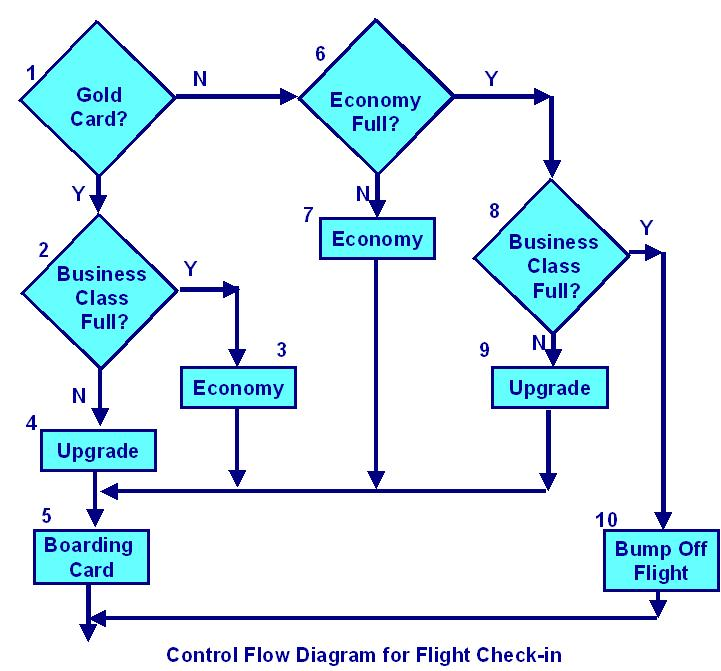 1
Gold
Card?
N
6
Economy
Full?
Y
Y
N
2
Business
Class
Full?
Y
7
Economy
8
Business
Class
Full?
Y
N
3
Economy
N
9
Upgrade
4
Upgrade
5
Boarding
Card
10
Bump Off
Flight
Control Flow Diagram for Flight Check-in